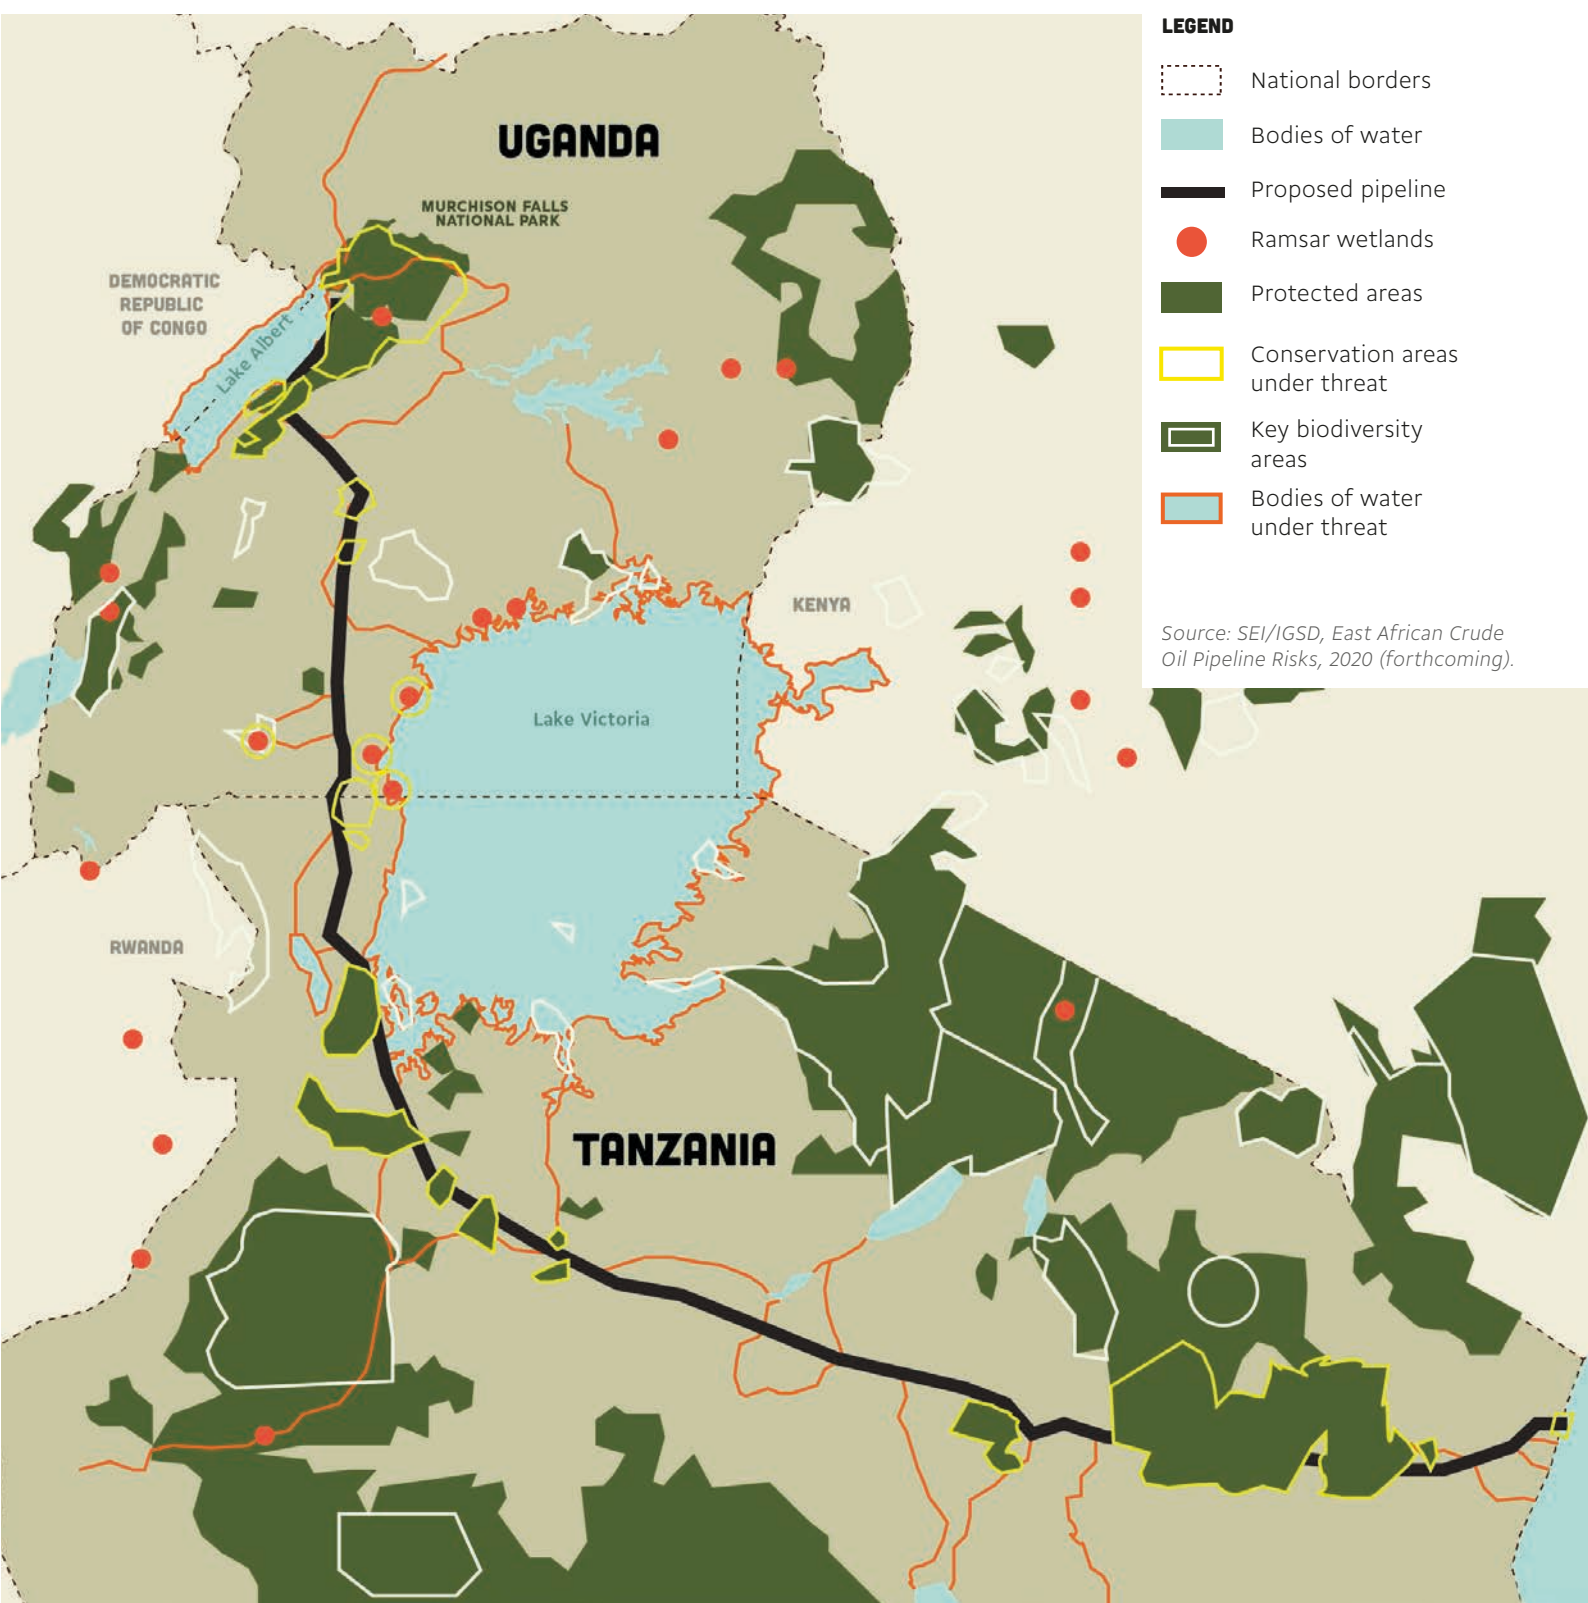 LEGEND
National borders
Bodies of water
Proposed pipeline
Ramsar wetlands
Protected areas
Conservation areas
under threat
Key biodiversity
areas
Bodies of water
under threat
Source: SEI/IGSD, East African Crude
Oil Pipeline Risks, 2020 (forthcoming).
UGANDA
MURCHISON FALLS
NATIONAL PARK
DEMOCRATIC
REPUBLIC
OF CONGO
Lake Albert
KENYA
Lake Victoria
RWANDA
TANZANIA